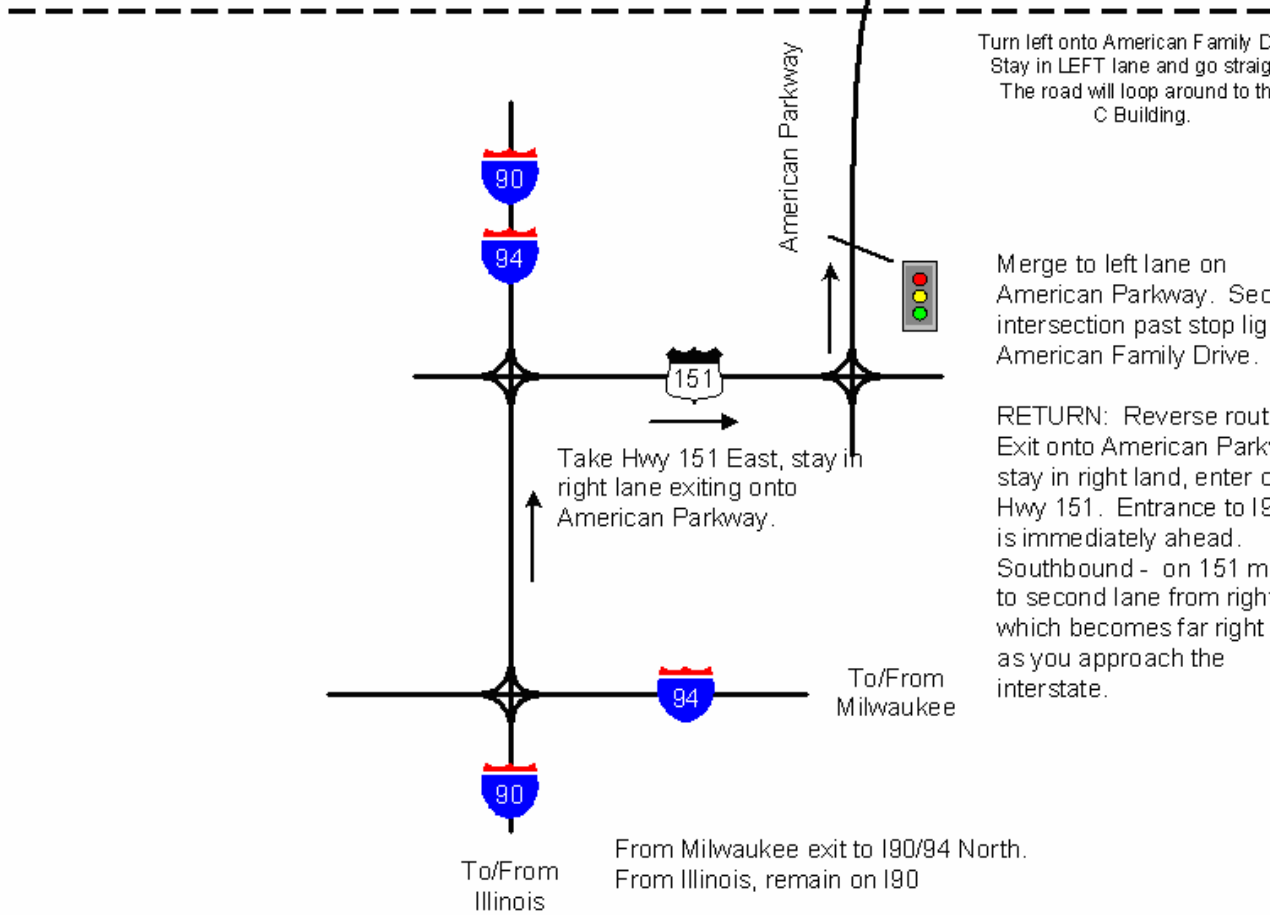 Turn left onto American Family D
Stay in LEFT lane and go straig
The road will loop around to th
C Building.
American Parkway
90
94
Merge to left lane on
American Parkway. Sec
intersection past stop lig
American Family Drive.
151
RETURN: Reverse rout
Exit onto American Park
stay in right land, enter o
Hwy 151. Entrance to I9
is immediately ahead.
Southbound - on 151 m
to second lane from right
which becomes far right
as you approach the
interstate.
Take Hwy 151 East, stay in
right lane exiting onto
American Parkway.
94
To/From
Milwaukee
90
To/From
Illinois
From Milwaukee exit to I90/94 North.
From Illinois, remain on I90